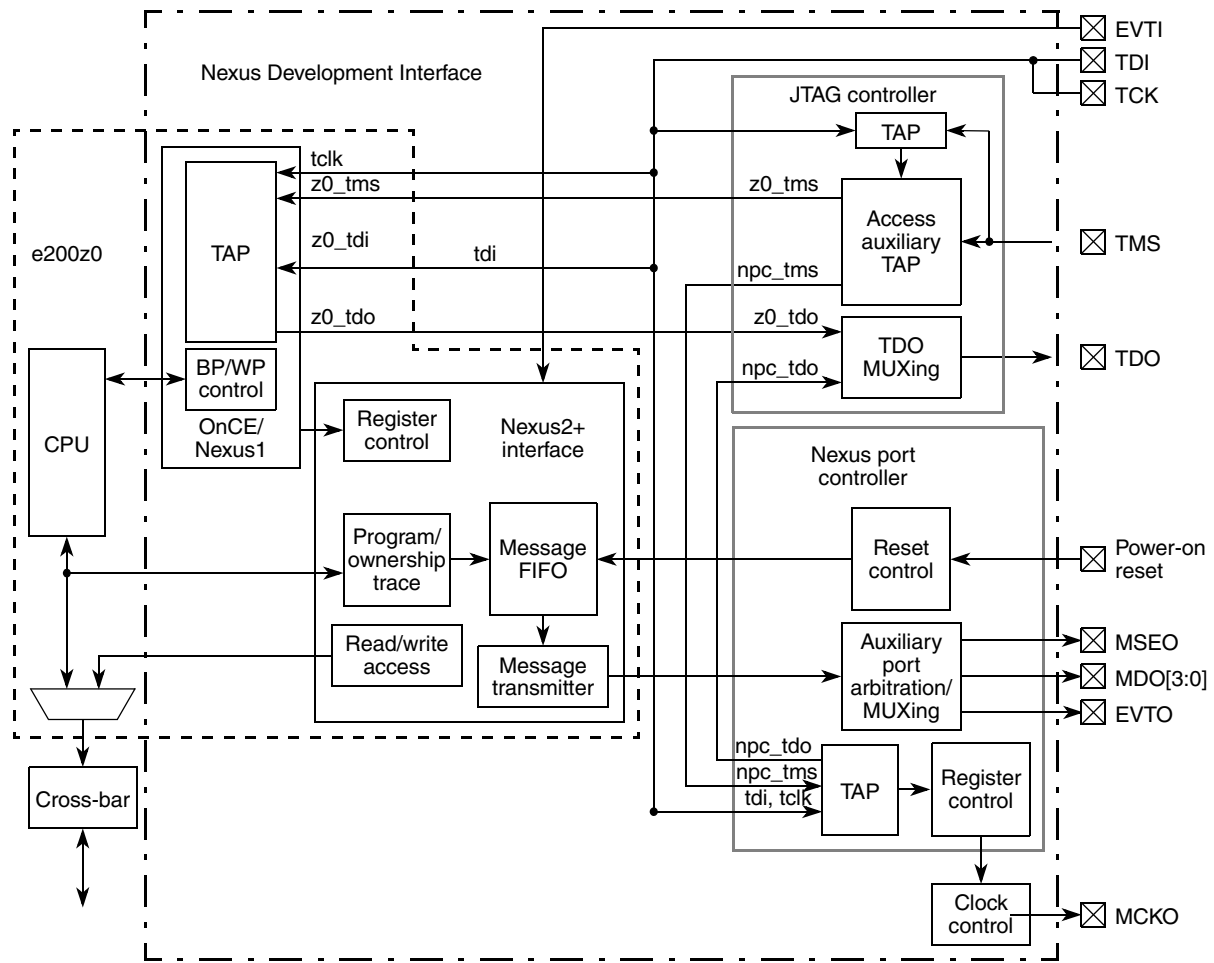 Nexus Development Interface
EVTI
TDI
TCK
JTAG controller
TAP
tclk
z0_tms
z0_tms
TAP
e200z0
z0_tdi
tdi
Access
auxiliary
TAP
TMS
npc_tms
z0_tdo
z0_tdo
TDO
MUXing
TDO
npc_tdo
BP/WP
control
OnCE/
Nexus1
CPU
Register
control
Nexus2+
interface
Nexus port
controller
Program/
ownership
trace
Message
FIFO
Reset
control
Power-on
reset
Read/write
access
Message
transmitter
Auxiliary
port
arbitration/
MUXing
MSEO
MDO[3:0]
EVTO
npc_tdo
npc_tms
tdi, tclk
TAP
Register
control
Cross-bar
Clock
control
MCKO